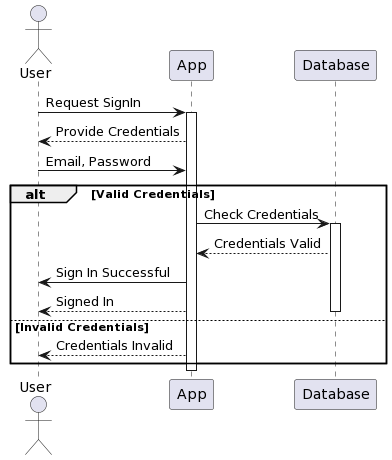 User
App
Database
Request SignIn
Provide Credentials
Email, Password
alt
[Valid Credentials]
Check Credentials
Credentials Valid
Sign In Successful
Signed In
[Invalid Credentials]
Credentials Invalid
User
App
Database